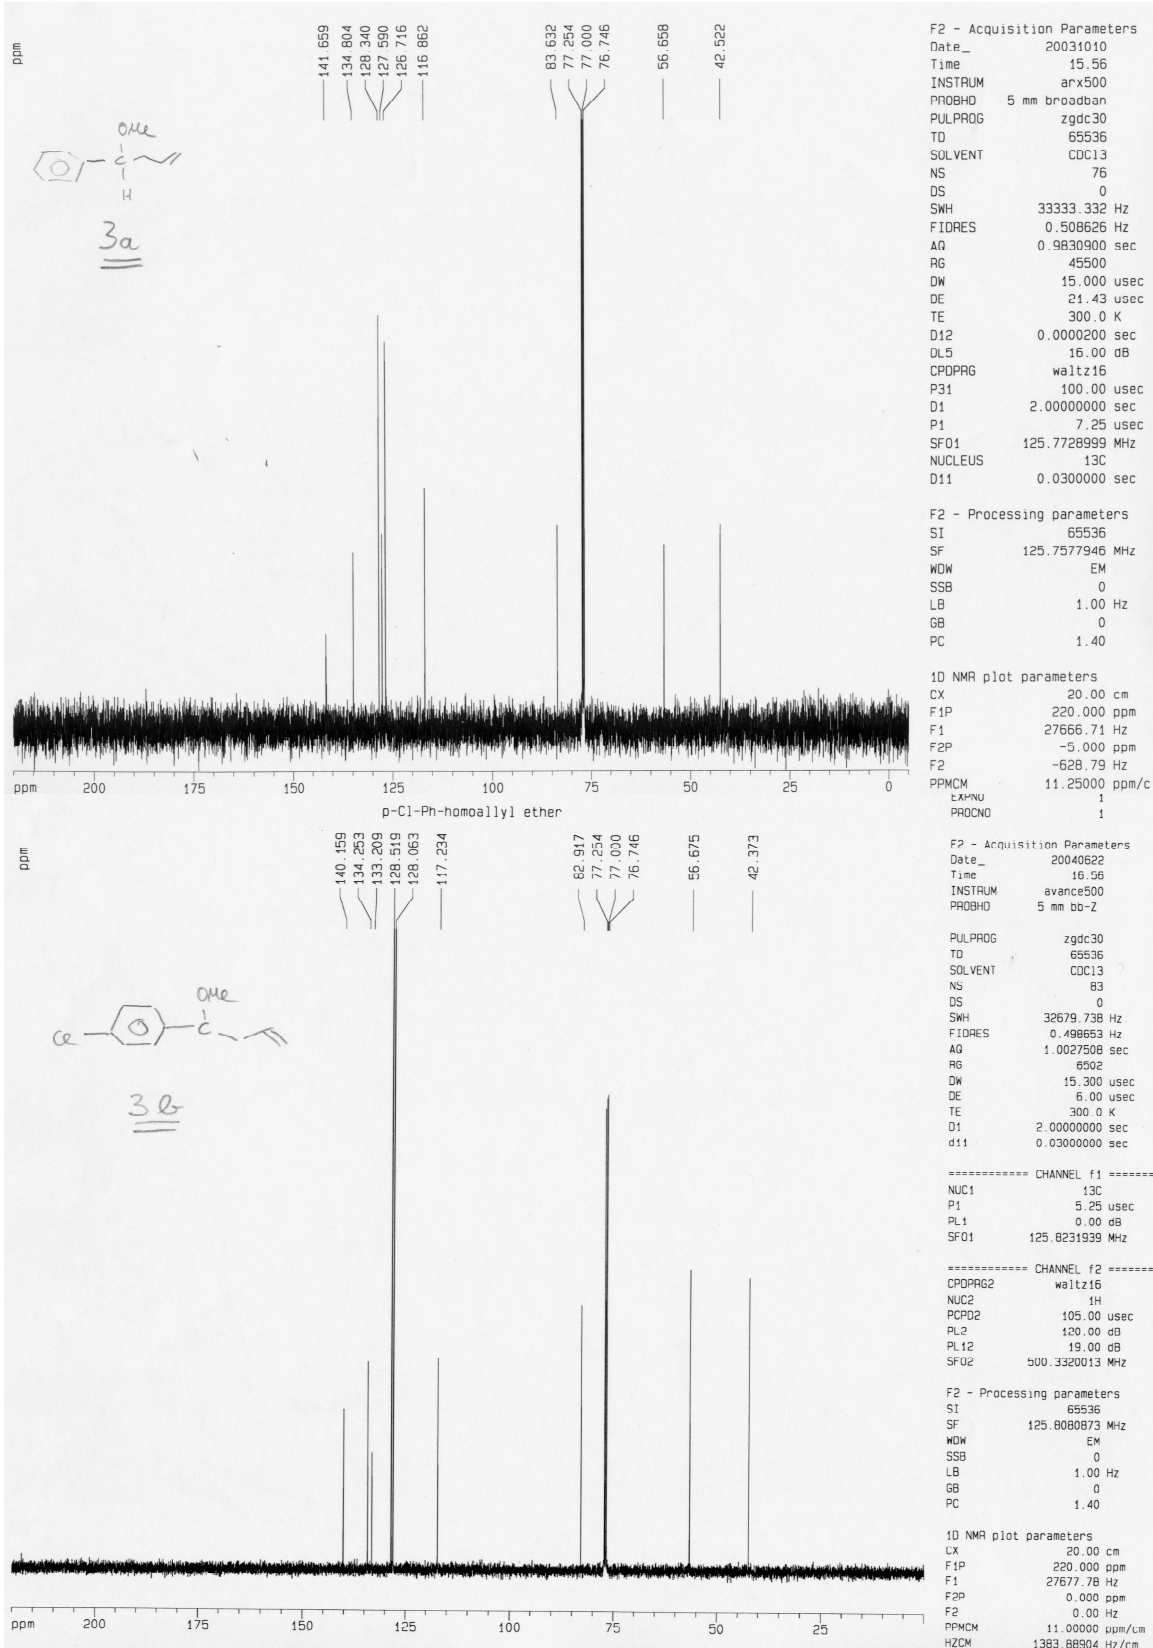 ppm
141.659
134.804
128.340
127.590
126.716
116.862
83.632
77.254
77.000
76.746
56.658
42.522
OMe
C
H
3a
ppm 200 175 150 125 100 75 50 25 0
F2 - Acquisition Parameters
Date_ 20031010
Time 15.56
INSTRUM arx500
PROBHD 5 mm broadban
PULPROG zgdc30
TD 65536
SOLVENT CDCl3
NS 76
DS 0
SWH 33333.332 Hz
FIDRES 0.508626 Hz
AQ 0.9830900 sec
RG 45500
DW 15.000 usec
DE 21.43 usec
TE 300.0 K
D12 0.0000200 sec
DL5 16.00 dB
CPDPRG waltz16
P31 100.00 usec
D1 2.00000000 sec
P1 7.25 usec
SFO1 125.7728999 MHz
NUCLEUS 13C
D11 0.0300000 sec
F2 - Processing parameters
SI 65536
SF 125.7577946 MHz
WDW EM
SSB 0
LB 1.00 Hz
GB 0
PC 1.40
1D NMR plot parameters
CX 20.00 cm
F1P 220.000 ppm
F1 27666.71 Hz
F2P -5.000 ppm
F2 -628.79 Hz
PPMCM 11.25000 ppm/c
EXPNO 1
PROCNO 1
p-Cl-Ph-homoallyl ether
ppm
140.159
134.253
133.209
128.519
128.063
117.234
82.917
77.254
77.000
76.746
56.675
42.373
OMe
Cl
C
3b
ppm 200 175 150 125 100 75 50 25
F2 - Acquisition Parameters
Date_ 20040622
Time 16.56
INSTRUM avance500
PROBHD 5 mm bb-Z
PULPROG zgdc30
TD 65536
SOLVENT CDCl3
NS 83
DS 0
SWH 32679.738 Hz
FIDRES 0.498653 Hz
AQ 1.0027508 sec
RG 6502
DW 15.300 usec
DE 6.00 usec
TE 300.0 K
D1 2.00000000 sec
d11 0.03000000 sec
============ CHANNEL f1 =======
NUC1 13C
P1 5.25 usec
PL1 0.00 dB
SFO1 125.8231939 MHz
============ CHANNEL f2 =======
CPDPRG2 waltz16
NUC2 1H
PCPD2 105.00 usec
PL2 120.00 dB
PL12 19.00 dB
SFO2 500.3320013 MHz
F2 - Processing parameters
SI 65536
SF 125.8080873 MHz
WDW EM
SSB 0
LB 1.00 Hz
GB 0
PC 1.40
1D NMR plot parameters
CX 20.00 cm
F1P 220.000 ppm
F1 27677.78 Hz
F2P 0.000 ppm
F2 0.00 Hz
PPMCM 11.00000 ppm/cm
HZCM 1383.88904 Hz/cm